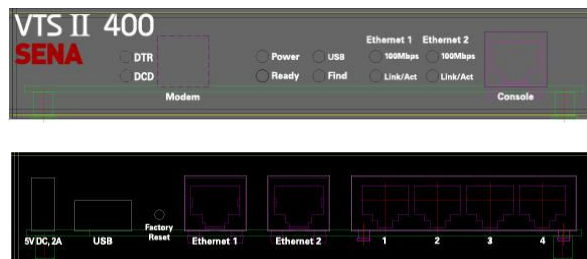 VTS II 400
SENA
DTR
DCD
Modem
Power
Ready
USB
Find
Ethernet 1 Ethernet 2
100Mbps 100Mbps
Link/Act Link/Act
Console
5V DC, 2A
USB
Factory
Reset
Ethernet 1
Ethernet 2
1 2 3 4